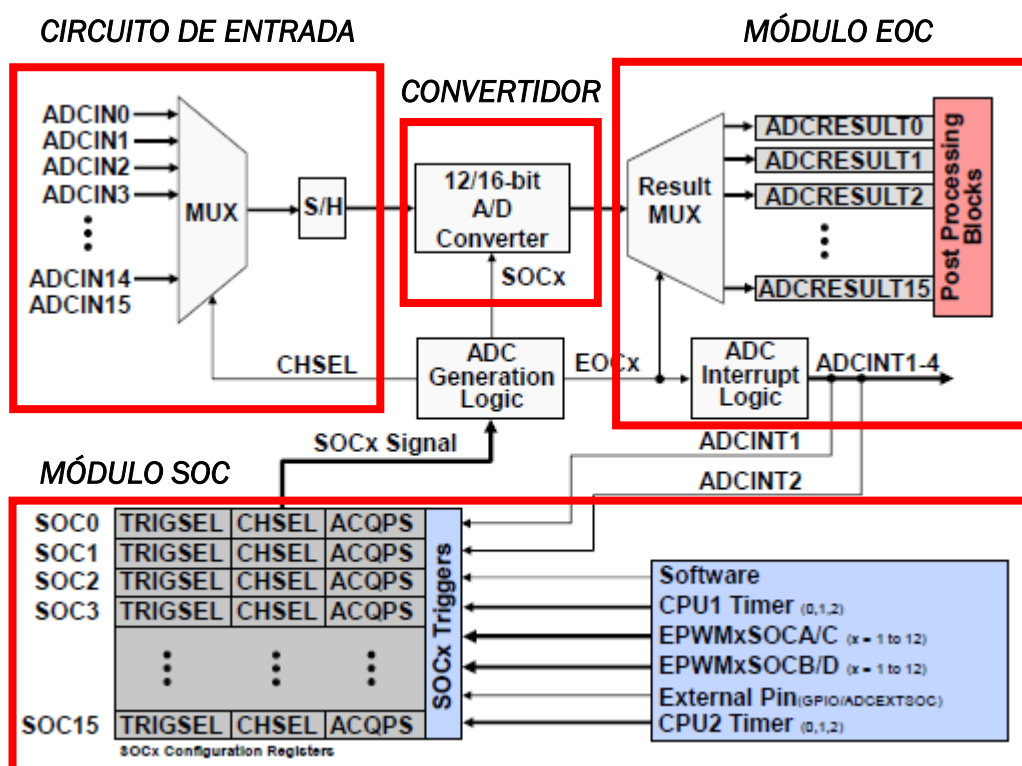 CIRCUITO DE ENTRADA
MÓDULO EOC
CONVERTIDOR
ADCIN0
ADCIN1
ADCIN2
ADCIN3
ADCIN14
ADCIN15
MUX
S/H
12/16-bit
A/D
Converter
SOCx
Result
MUX
ADCRESULT0
ADCRESULT1
ADCRESULT2
ADCRESULT15
Post Processing
Blocks
CHSEL
ADC
Generation
Logic
EOCx
ADC
Interrupt
Logic
ADCINT1-4
SOCx Signal
ADCINT1
ADCINT2
MÓDULO SOC
SOC0 TRIGSEL CHSEL ACQPS
SOC1 TRIGSEL CHSEL ACQPS
SOC2 TRIGSEL CHSEL ACQPS
SOC3 TRIGSEL CHSEL ACQPS
SOC15 TRIGSEL CHSEL ACQPS
SOCx Configuration Registers
SOCx Triggers
Software
CPU1 Timer (0,1,2)
EPWMxSOCA/C (x = 1 to 12)
EPWMxSOCB/D (x = 1 to 12)
External Pin(GPIO/ADCEXTSOC)
CPU2 Timer (0,1,2)